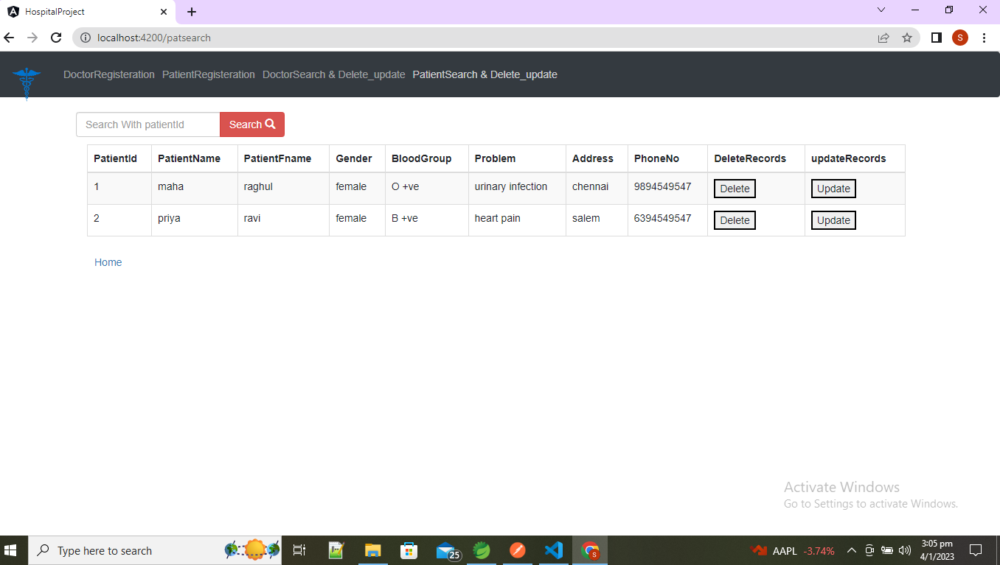 HospitalProject
localhost:4200/patsearch
S
DoctorRegisteration PatientRegisteration DoctorSearch & Delete_update PatientSearch & Delete_update
Search With patientId Search
PatientId PatientName PatientFname Gender BloodGroup Problem Address PhoneNo DeleteRecords updateRecords
1 maha raghul female O +ve urinary infection chennai 9894549547 Delete Update
2 priya ravi female B +ve heart pain salem 6394549547 Delete Update
Home
Activate Windows
Go to Settings to activate Windows.
Type here to search 25 S AAPL -3.74% 3:05 pm
4/1/2023